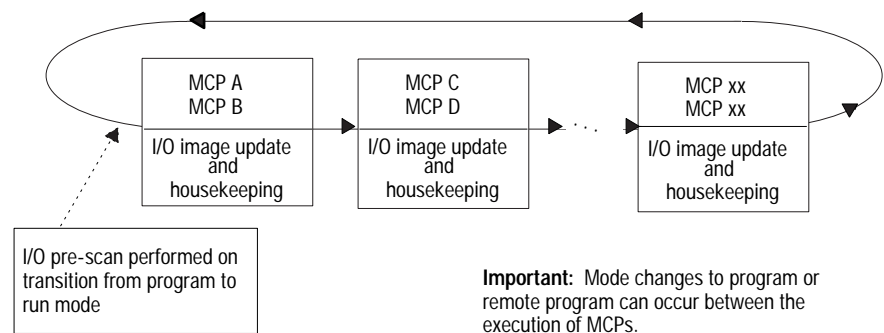 MCP A
MCP B
I/O image update
and
housekeeping
MCP C
MCP D
I/O image update
and
housekeeping
. . .
MCP xx
MCP xx
I/O image update
and
housekeeping
I/O pre-scan performed on
transition from program to
run mode
Important: Mode changes to program or
remote program can occur between the
execution of MCPs.